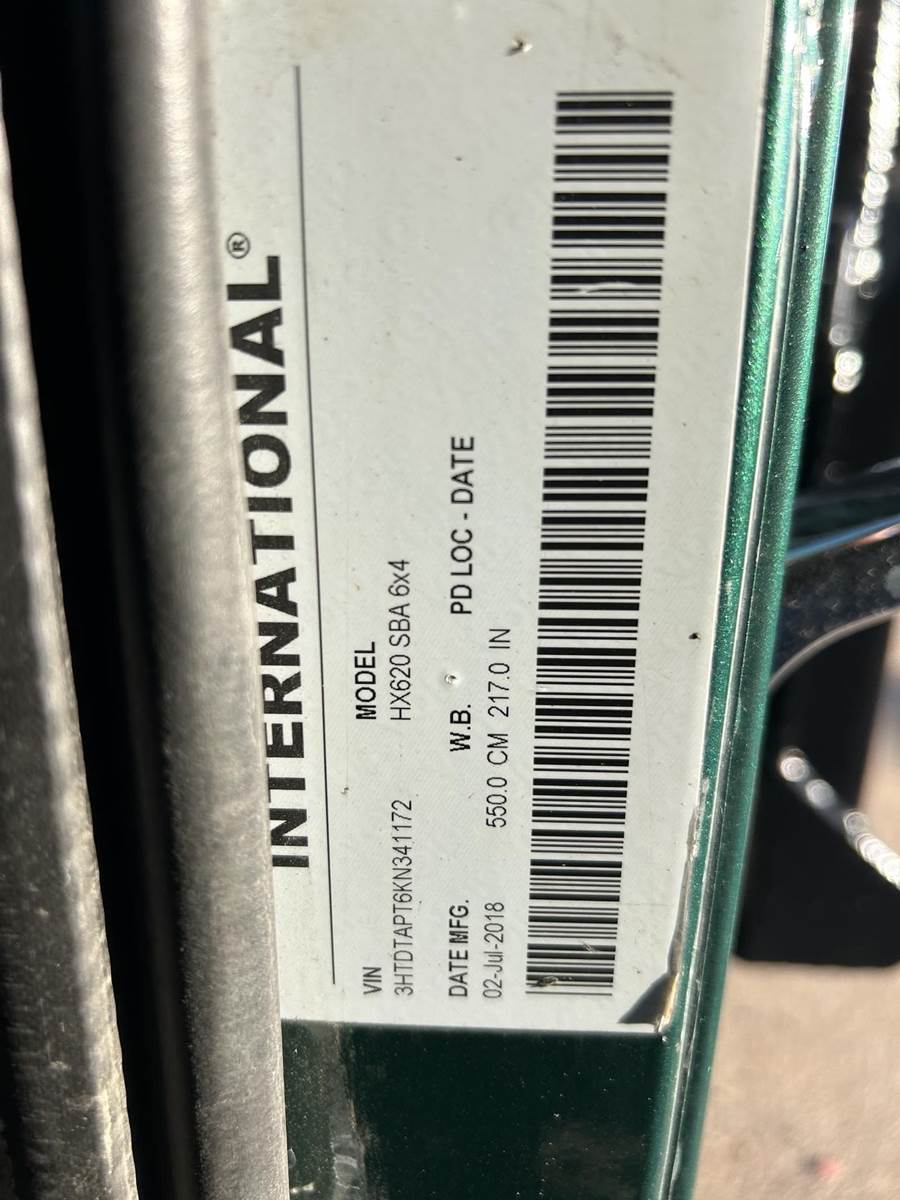 INTERNATIONAL®
VIN MODEL
3HTDTAPT6KN341172 HX620 SBA 6x4
DATE MFG. W.B. PD LOC - DATE
02-Jul-2018 550.0 CM 217.0 IN